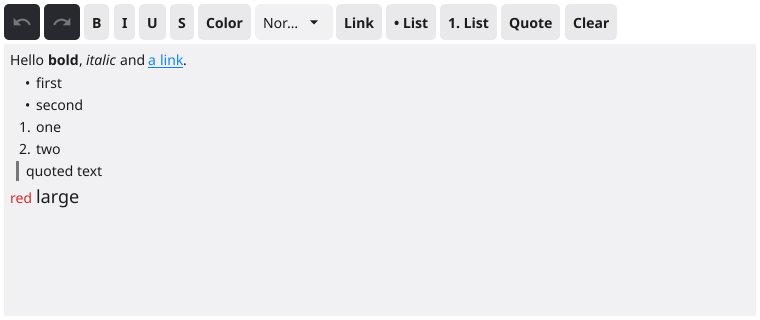 B I U S Color Nor... Link • List 1. List Quote Clear
Hello bold, italic and a link.
• first
• second
1. one
2. two
quoted text
red large